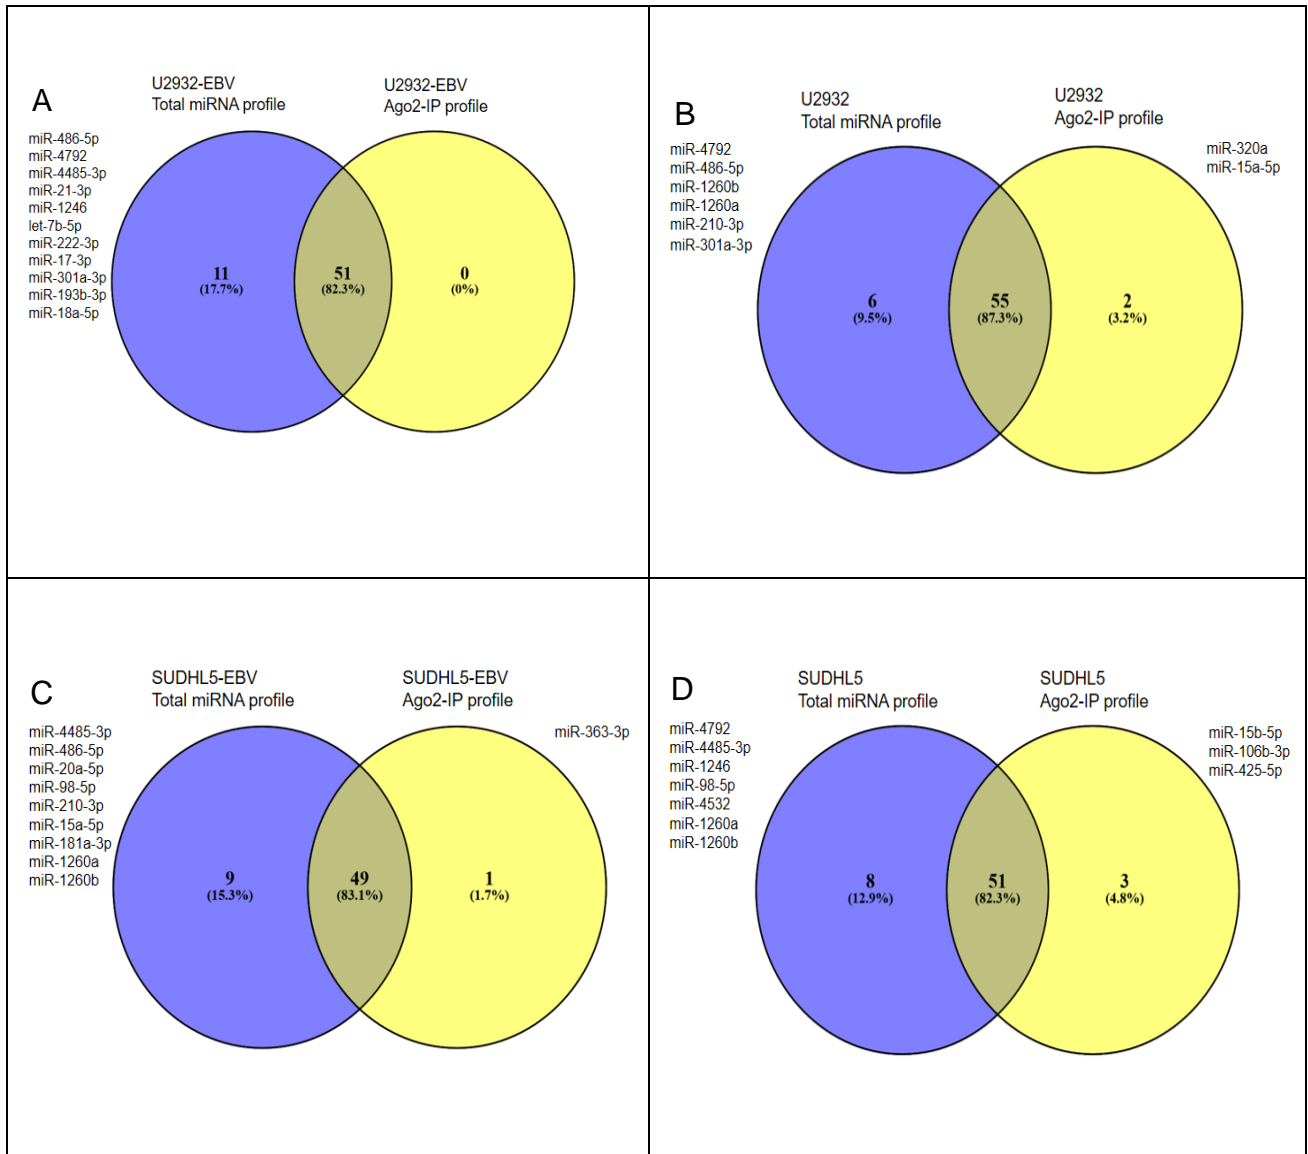 A
U2932-EBV
Total miRNA profile
U2932-EBV
Ago2-IP profile
miR-486-5p
miR-4792
miR-4485-3p
miR-21-3p
miR-1246
let-7b-5p
miR-222-3p
miR-17-3p
miR-301a-3p
miR-193b-3p
miR-18a-5p
11
(17.7%)
51
(82.3%)
0
(0%)
B
U2932
Total miRNA profile
U2932
Ago2-IP profile
miR-4792
miR-486-5p
miR-1260b
miR-1260a
miR-210-3p
miR-301a-3p
miR-320a
miR-15a-5p
6
(9.5%)
55
(87.3%)
2
(3.2%)
C
SUDHL5-EBV
Total miRNA profile
SUDHL5-EBV
Ago2-IP profile
miR-4485-3p
miR-486-5p
miR-20a-5p
miR-98-5p
miR-210-3p
miR-15a-5p
miR-181a-3p
miR-1260a
miR-1260b
miR-363-3p
9
(15.3%)
49
(83.1%)
1
(1.7%)
D
SUDHL5
Total miRNA profile
SUDHL5
Ago2-IP profile
miR-4792
miR-4485-3p
miR-1246
miR-98-5p
miR-4532
miR-1260a
miR-1260b
miR-15b-5p
miR-106b-3p
miR-425-5p
8
(12.9%)
51
(82.3%)
3
(4.8%)